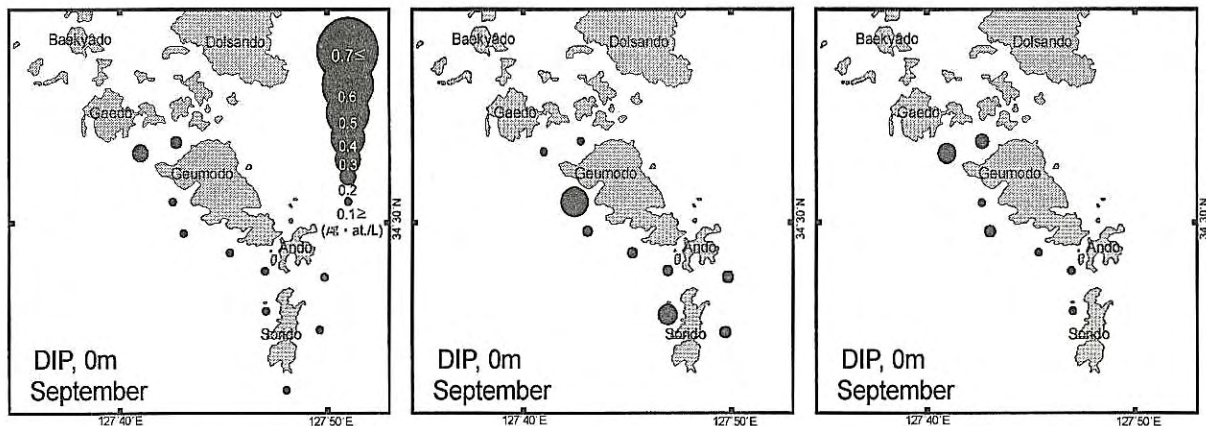 Baekyado
Dolsando
0.7≤
0.6
0.5
Gaedo
0.4
0.3
Geumodo
0.2
0.1≥
(㎍・at./L)
34°30´N
Ando
Sorido
DIP, 0m
September
127°40´E
127°50´E
Baekyado
Dolsando
Gaedo
Geumodo
34°30´N
Ando
Sorido
DIP, 0m
September
127°40´E
127°50´E
Baekyado
Dolsando
Gaedo
Geumodo
34°30´N
Ando
Sorido
DIP, 0m
September
127°40´E
127°50´E